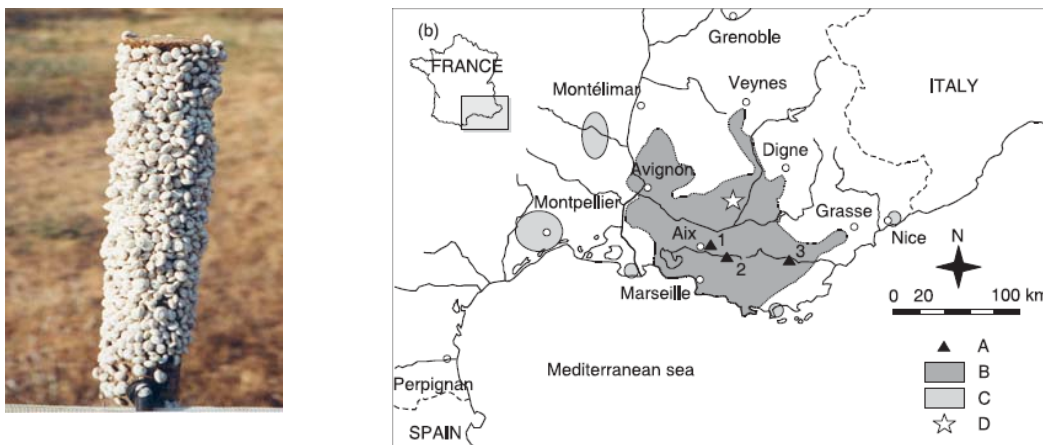 (b)
Grenoble
FRANCE
Veynes
ITALY
Montélimar
Digne
Avignon
Montpellier
Grasse
Aix
1
Nice
N
2
3
Marseille
0 20 100 km
A
Mediterranean sea
B
Perpignan
C
SPAIN
D